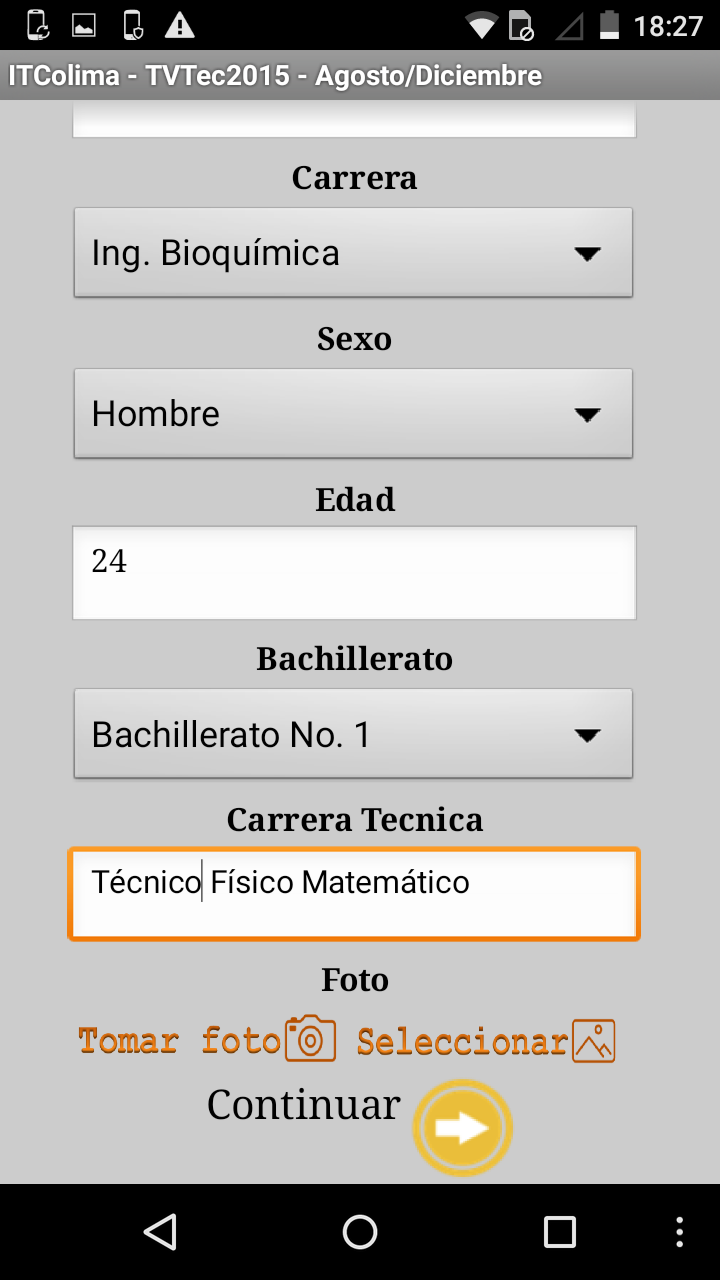 18:27
ITColima - TVTec2015 - Agosto/Diciembre
Carrera
Ing. Bioquímica
Sexo
Hombre
Edad
24
Bachillerato
Bachillerato No. 1
Carrera Tecnica
Técnico Físico Matemático
Foto
Tomar foto Seleccionar
Continuar